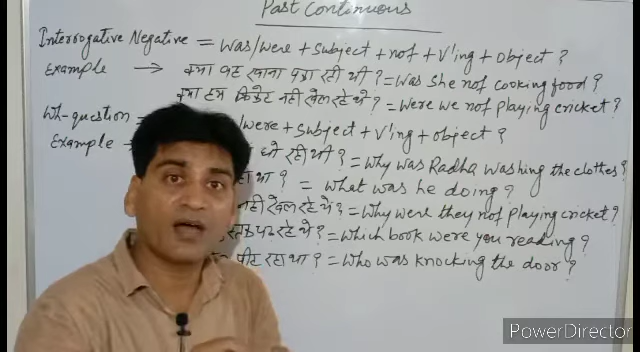 Past Continuous
Interrogative Negative = was/were + subject + not + V'ing + object ?
Example → क्या वह खाना पका रही थी ? = Was she not cooking food ?
क्या हम क्रिकेट नहीं खेल रहे थे ? = Were we not playing cricket ?
Wh-question = /were + subject + V'ing + object ?
Example → धो रही थी ? = Why was Radha washing the clothes ?
था ? = What was he doing ?
नहीं खेल रहे थे ? = Why were they not playing cricket ?
पढ़ रहे थे ? = Which book were you reading ?
पीट रहा था ? = Who was knocking the door ?
PowerDirector